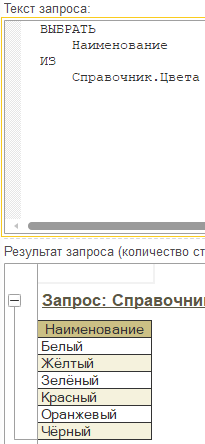 Текст запроса:
ВЫБРАТЬ
Наименование
ИЗ
Справочник.Цвета
Результат запроса (количество ст
Запрос: Справочни
Наименование
Белый
Жёлтый
Зелёный
Красный
Оранжевый
Чёрный